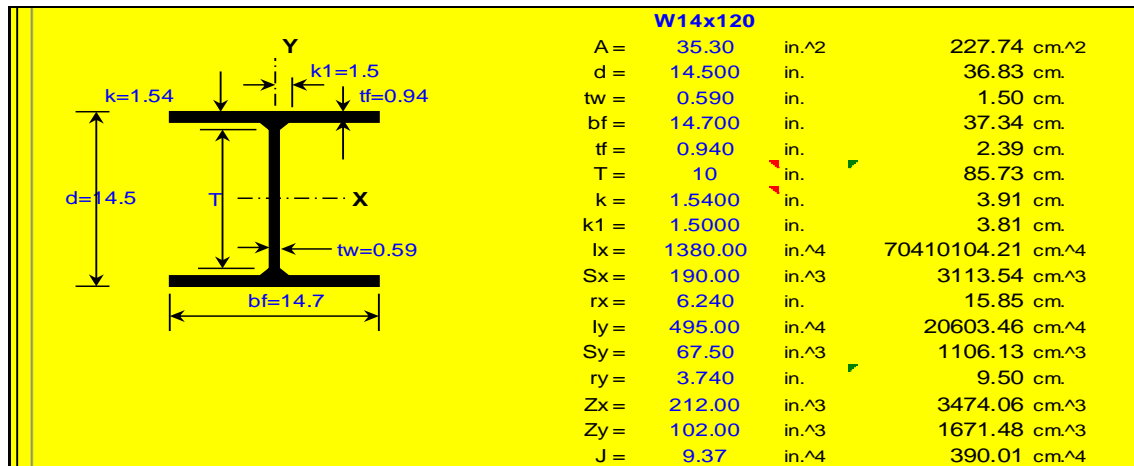 W14x120
Y
k1=1.5
k=1.54
tf=0.94
d=14.5
T
X
tw=0.59
bf=14.7
A = 35.30 in.^2 227.74 cm.^2
d = 14.500 in. 36.83 cm.
tw = 0.590 in. 1.50 cm.
bf = 14.700 in. 37.34 cm.
tf = 0.940 in. 2.39 cm.
T = 10 in. 85.73 cm.
k = 1.5400 in. 3.91 cm.
k1 = 1.5000 in. 3.81 cm.
Ix = 1380.00 in.^4 70410104.21 cm.^4
Sx = 190.00 in.^3 3113.54 cm.^3
rx = 6.240 in. 15.85 cm.
Iy = 495.00 in.^4 20603.46 cm.^4
Sy = 67.50 in.^3 1106.13 cm.^3
ry = 3.740 in. 9.50 cm.
Zx = 212.00 in.^3 3474.06 cm.^3
Zy = 102.00 in.^3 1671.48 cm.^3
J = 9.37 in.^4 390.01 cm.^4